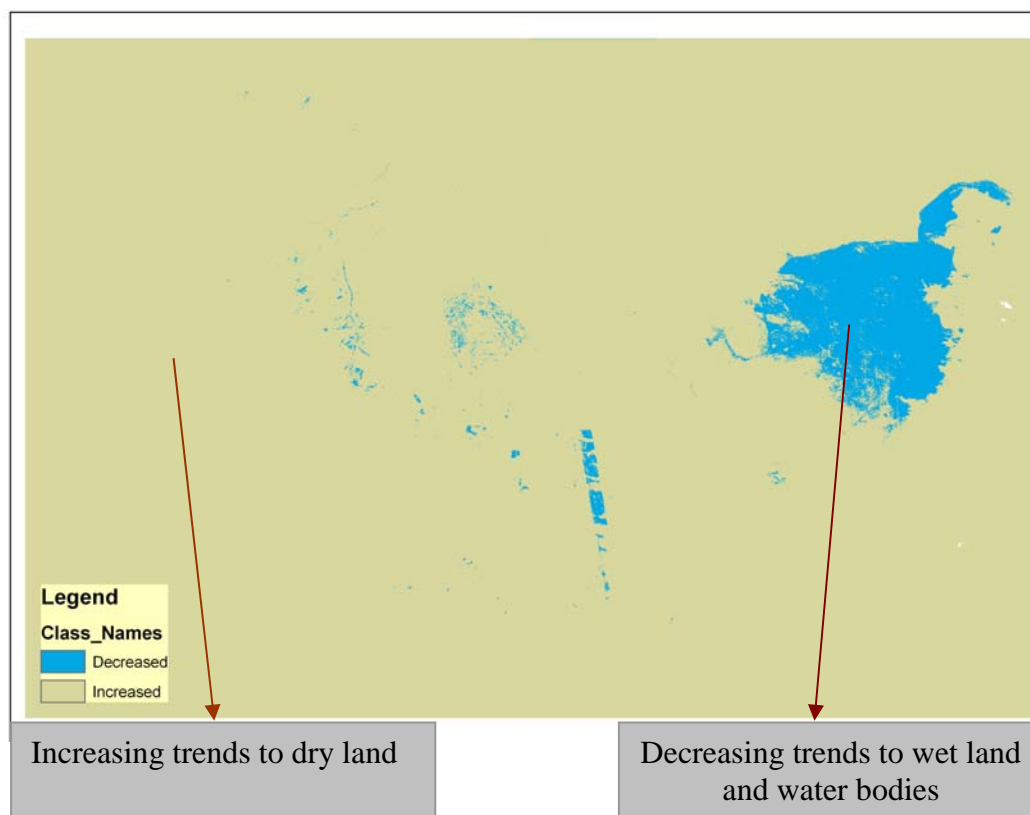 Legend
Class_Names
Decreased
Increased
Increasing trends to dry land
Decreasing trends to wet land
and water bodies